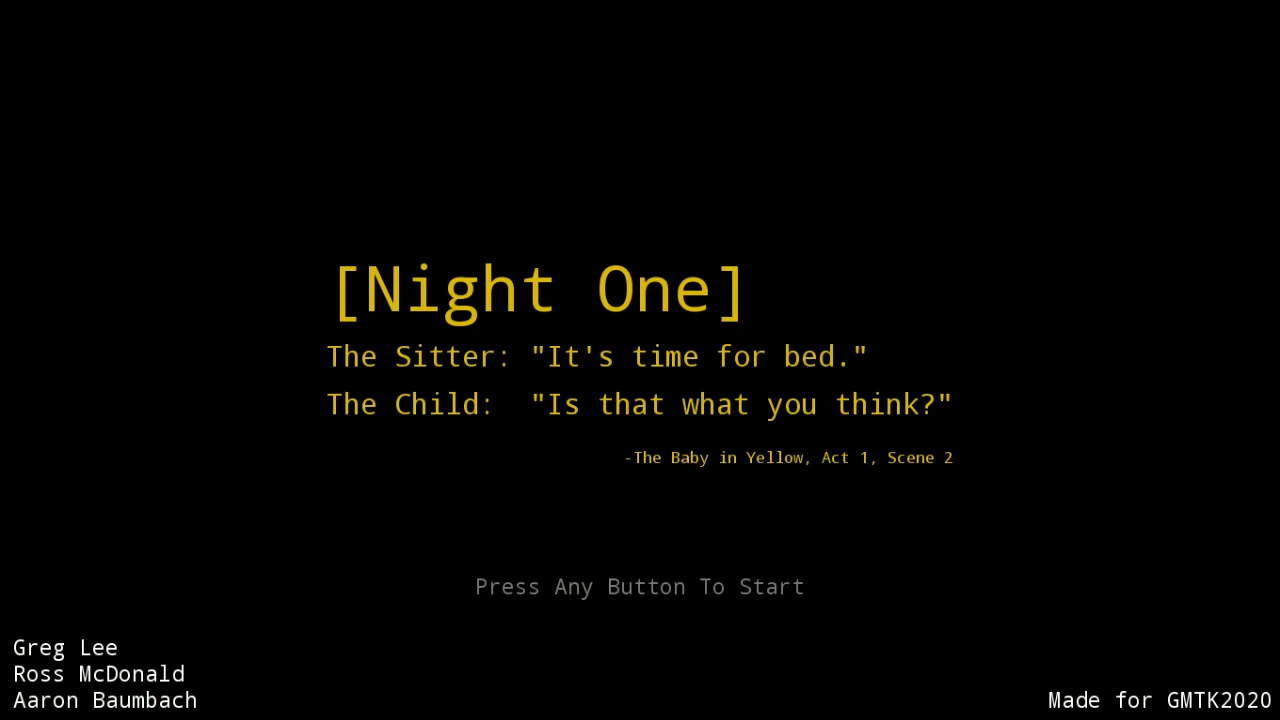 [Night One]
The Sitter: "It's time for bed."
The Child:  "Is that what you think?"
-The Baby in Yellow, Act 1, Scene 2
Press Any Button To Start
Greg Lee
Ross McDonald
Aaron Baumbach
Made for GMTK2020